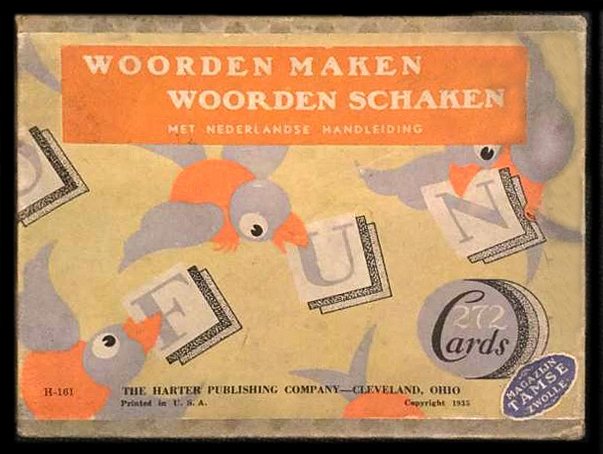 WOORDEN MAKEN
WOORDEN SCHAKEN
MET NEDERLANDSE HANDLEIDING
O
F
U
N
272
Cards
MAGAZIJN
TAMSE
ZWOLLE
H-161
THE HARTER PUBLISHING COMPANY—CLEVELAND, OHIO
Printed in U. S. A.
Copyright 1935